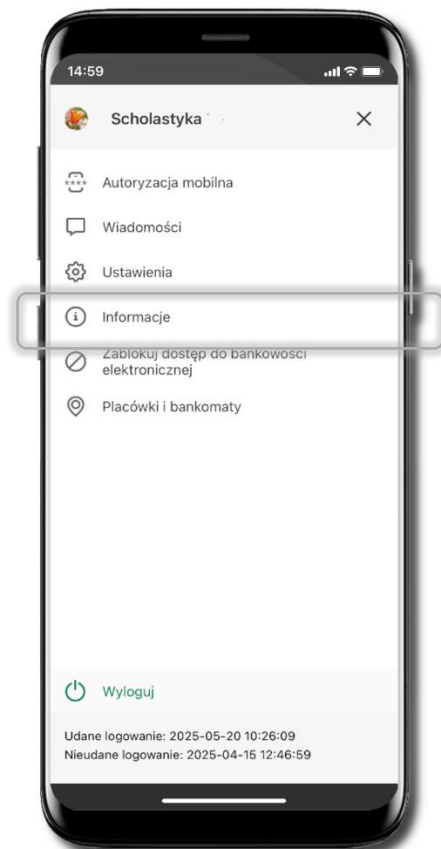 14:59
Scholastyka
****
Autoryzacja mobilna
Wiadomości
Ustawienia
Informacje
Zablokuj dostęp do bankowości
elektronicznej
Placówki i bankomaty
Wyloguj
Udane logowanie: 2025-05-20 10:26:09
Nieudane logowanie: 2025-04-15 12:46:59